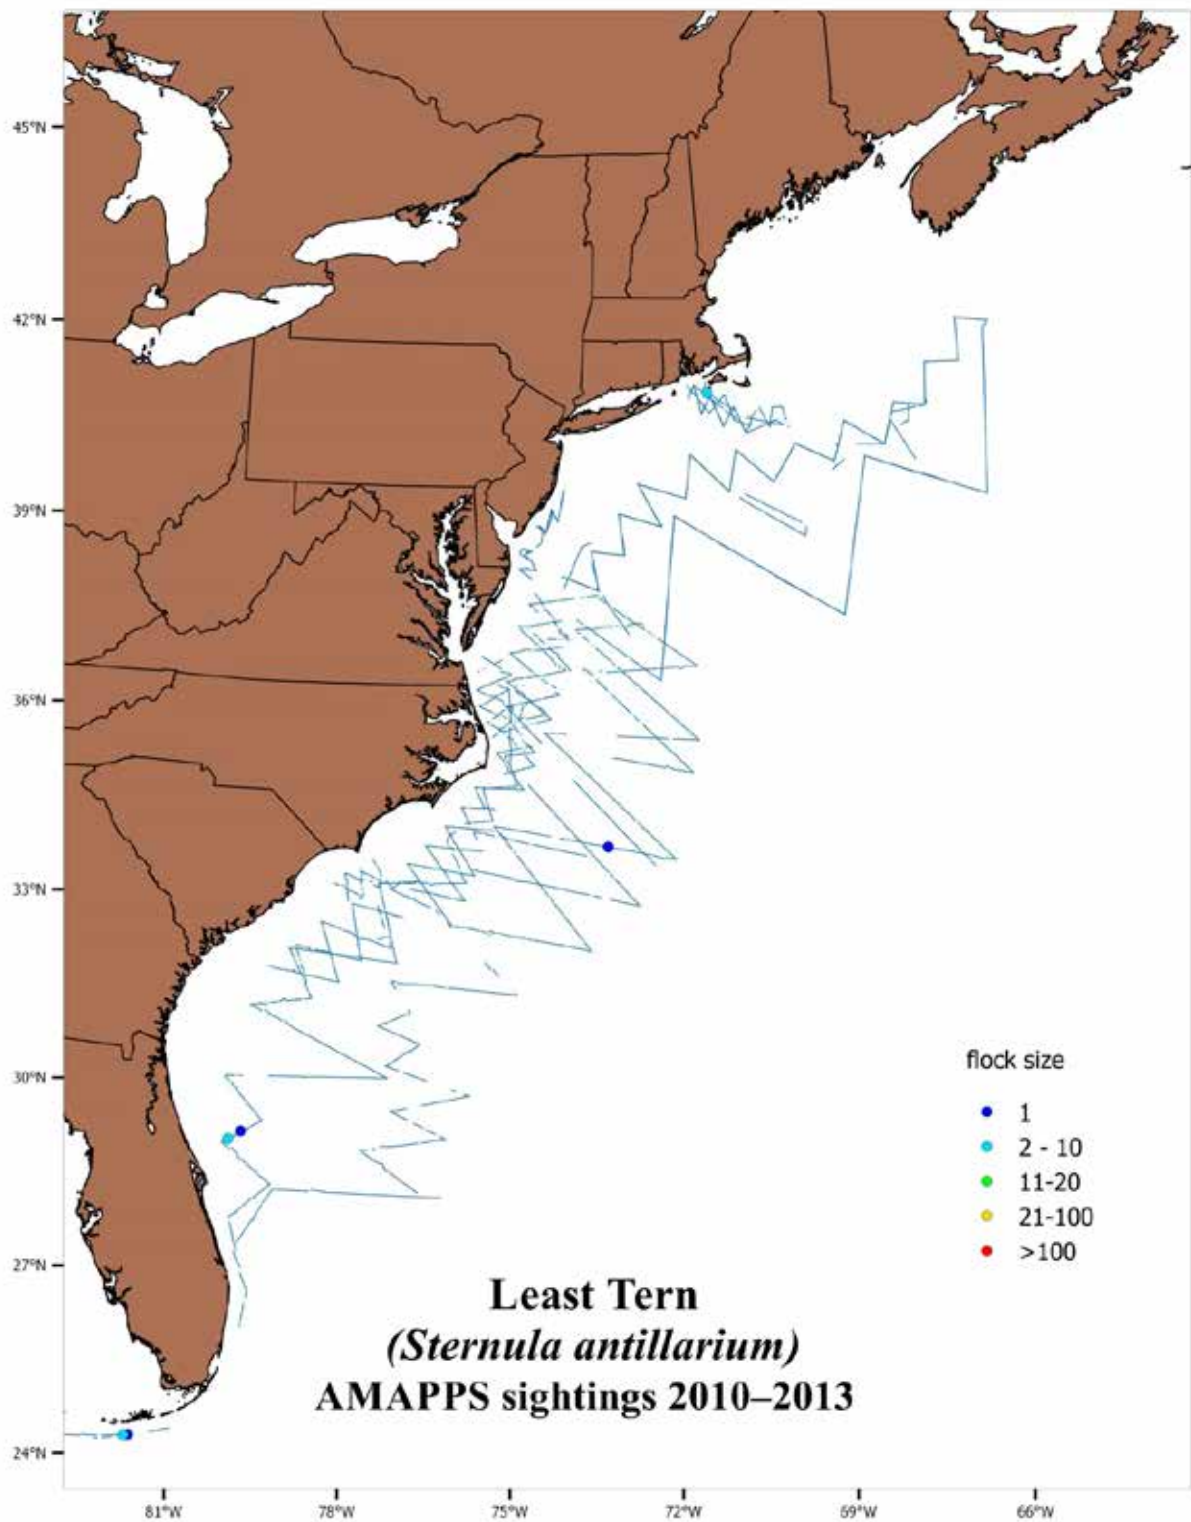 45°N
42°N
39°N
36°N
33°N
30°N
27°N
24°N
flock size
1
2 - 10
11-20
21-100
>100
Least Tern
(Sternula antillarium)
AMAPPS sightings 2010–2013
81°W
78°W
75°W
72°W
69°W
66°W